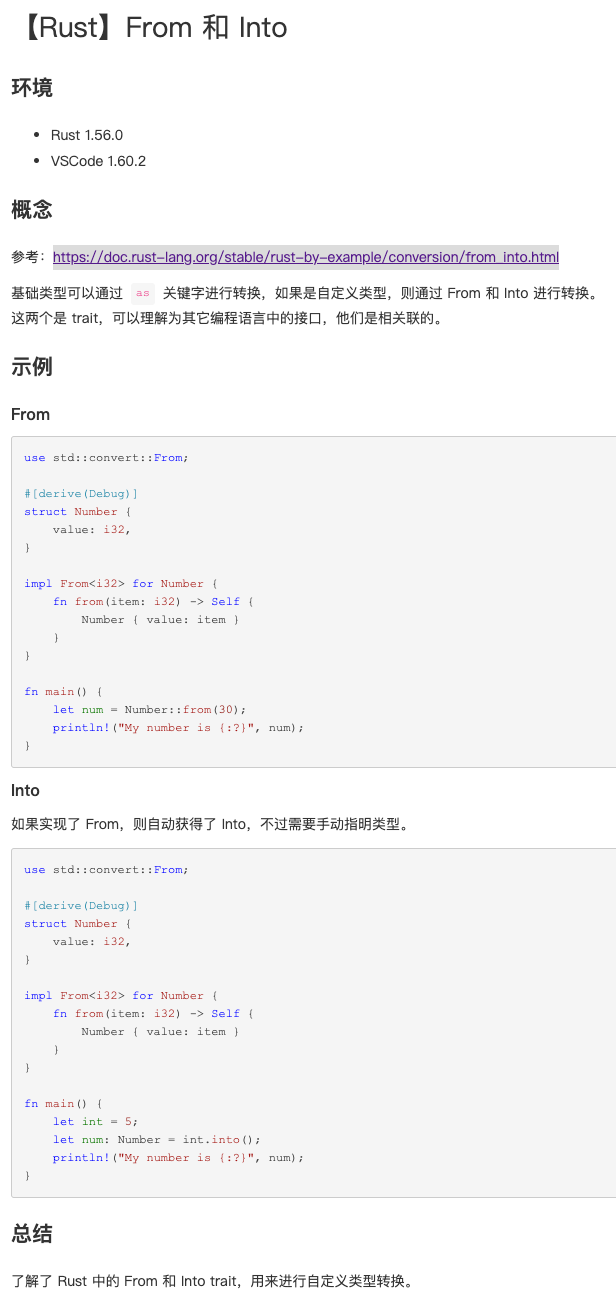 【Rust】From 和 Into
环境
• Rust 1.56.0
• VSCode 1.60.2
概念
参考：https://doc.rust-lang.org/stable/rust-by-example/conversion/from_into.html
基础类型可以通过 as 关键字进行转换，如果是自定义类型，则通过 From 和 Into 进行转换。
这两个是 trait，可以理解为其它编程语言中的接口，他们是相关联的。
示例
From
use std::convert::From;
#[derive(Debug)]
struct Number {
    value: i32,
}
impl From<i32> for Number {
    fn from(item: i32) -> Self {
        Number { value: item }
    }
}
fn main() {
    let num = Number::from(30);
    println!("My number is {:?}", num);
}
Into
如果实现了 From，则自动获得了 Into，不过需要手动指明类型。
use std::convert::From;
#[derive(Debug)]
struct Number {
    value: i32,
}
impl From<i32> for Number {
    fn from(item: i32) -> Self {
        Number { value: item }
    }
}
fn main() {
    let int = 5;
    let num: Number = int.into();
    println!("My number is {:?}", num);
}
总结
了解了 Rust 中的 From 和 Into trait，用来进行自定义类型转换。